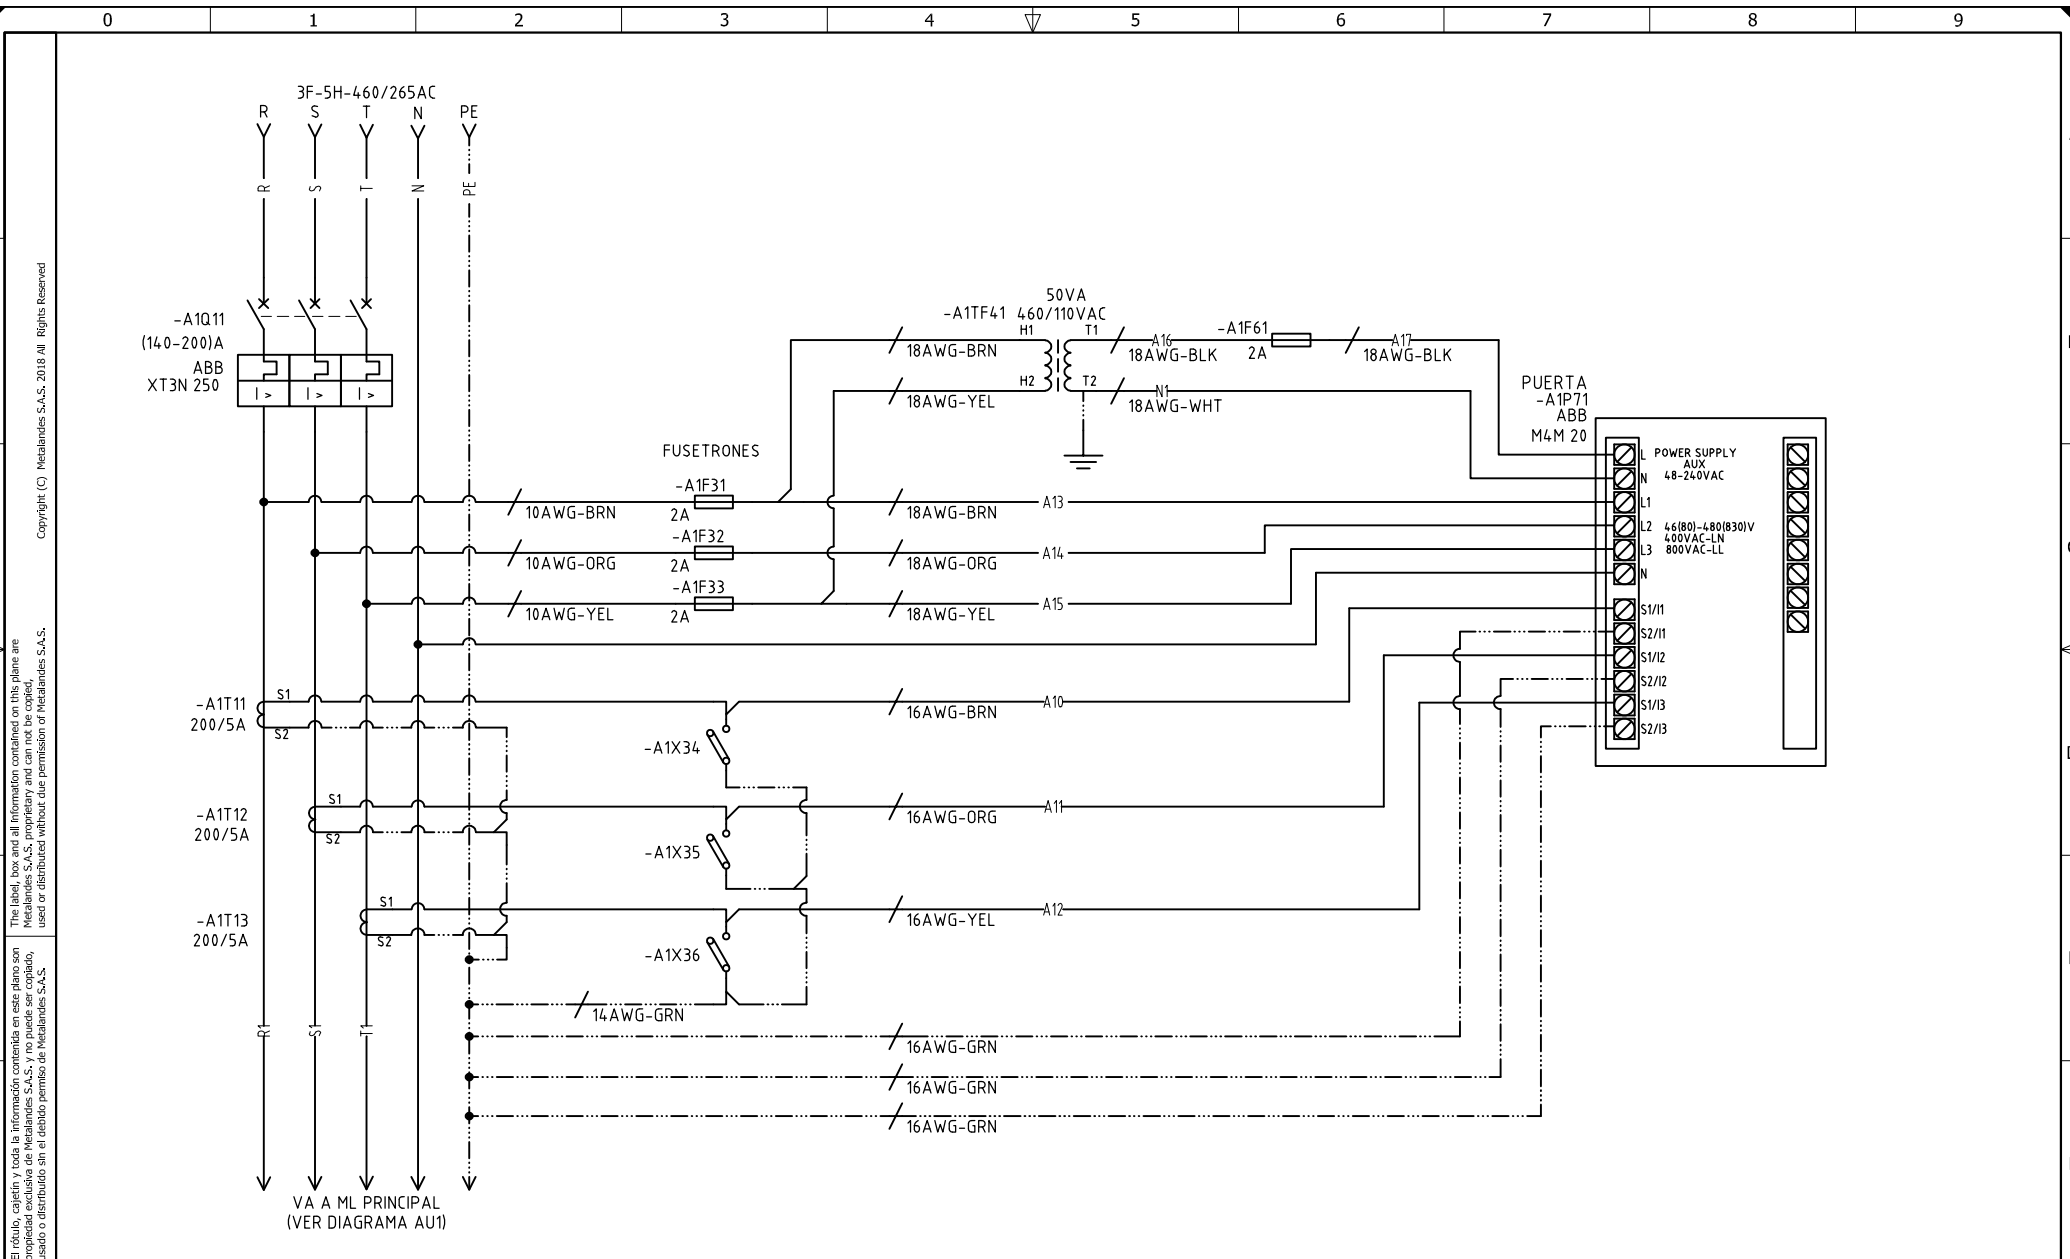 0 1 2 3 4 5 6 7 8 9
3F-5H-460/265AC
R S T N PE
R S T N PE
-A1Q11
(140-200)A
ABB
XT3N 250
I > I > I >
50VA
-A1TF41 460/110VAC
H1 T1
H2 T2
18AWG-BRN
18AWG-YEL
A16
18AWG-BLK
-A1F61
2A
A17
18AWG-BLK
N1
18AWG-WHT
PUERTA
-A1P71
ABB
M4M 20
L POWER SUPPLY
AUX
N 48-240VAC
L1
L2 46(80)-480(830)V
400VAC-LN
L3 800VAC-LL
N
S1/I1
S2/I1
S1/I2
S2/I2
S1/I3
S2/I3
FUSETRONES
-A1F31
10AWG-BRN 2A 18AWG-BRN A13
-A1F32
10AWG-ORG 2A 18AWG-ORG A14
-A1F33
10AWG-YEL 2A 18AWG-YEL A15
-A1T11
200/5A
S1
S2
-A1X34
16AWG-BRN A10
-A1T12
200/5A
S1
S2
-A1X35
16AWG-ORG A11
-A1T13
200/5A
S1
S2
-A1X36
16AWG-YEL A12
14AWG-GRN
R1 S1 T1
16AWG-GRN
16AWG-GRN
16AWG-GRN
VA A ML PRINCIPAL
(VER DIAGRAMA AU1)
The label, box and all information contained on this plane are
Metalandes S.A.S. proprietary and can not be copied,
used or distributed without due permission of Metalandes S.A.S.
Copyright (C) Metalandes S.A.S. 2018 All Rights Reserved
El rótulo, cajetín y toda la información contenida en este plano son
propiedad exclusiva de Metalandes S.A.S. y no puede ser copiado,
usado o distribuido sin el debido permiso de Metalandes S.A.S.